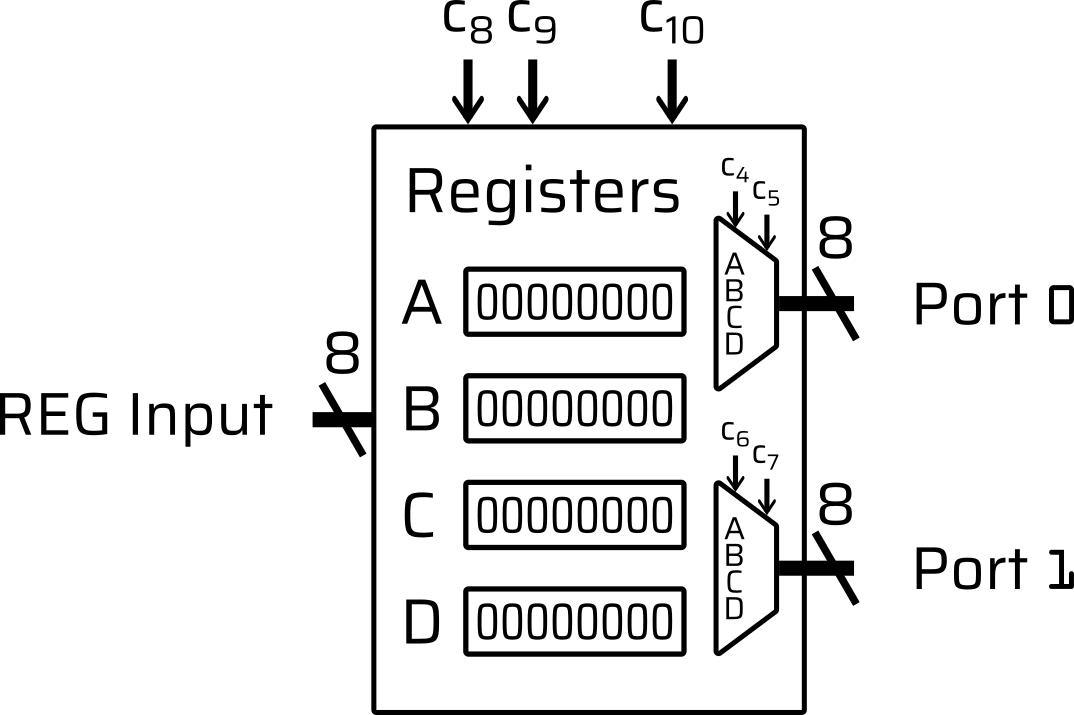 c8 c9 c10
Registers
c4
c5
A 00000000
A
B
C
D
8
Port 0
8
REG Input
B 00000000
c6
c7
C 00000000
A
B
C
D
8
Port 1
D 00000000